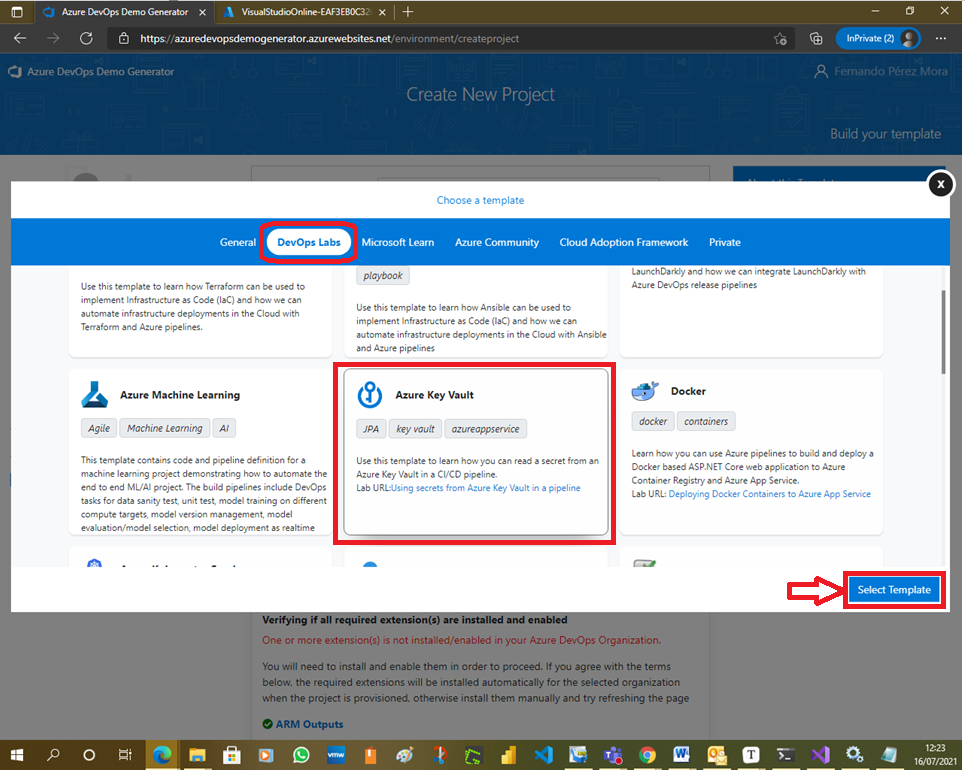 Azure DevOps Demo Generator
VisualStudioOnline-EAF3EB0C32
https://azuredevopsdemogenerator.azurewebsites.net/environment/createproject
InPrivate (2)
Azure DevOps Demo Generator
Fernando Pérez Mora
Create New Project
Build your template
X
Choose a template
General
DevOps Labs
Microsoft Learn
Azure Community
Cloud Adoption Framework
Private
Use this template to learn how Terraform can be used to
implement Infrastructure as Code (IaC) and how we can
automate infrastructure deployments in the Cloud with
Terraform and Azure pipelines.
playbook
Use this template to learn how Ansible can be used to
implement Infrastructure as Code (IaC) and how we can
automate infrastructure deployments in the Cloud with Ansible
and Azure pipelines
LaunchDarkly and how we can integrate LaunchDarkly with
Azure DevOps release pipelines
Azure Machine Learning
Agile
Machine Learning
AI
This template contains code and pipeline definition for a
machine learning project demonstrating how to automate the
end to end ML/AI project. The build pipelines include DevOps
tasks for data sanity test, unit test, model training on different
compute targets, model version management, model
evaluation/model selection, model deployment as realtime
Azure Key Vault
JPA
key vault
azureappservice
Use this template to learn how you can read a secret from an
Azure Key Vault in a CI/CD pipeline.
Lab URL:Using secrets from Azure Key Vault in a pipeline
Docker
docker
containers
Learn how you can use Azure pipelines to build and deploy a
Docker based ASP.NET Core web application to Azure
Container Registry and Azure App Service.
Lab URL: Deploying Docker Containers to Azure App Service
Select Template
Verifying if all required extension(s) are installed and enabled
One or more extension(s) is not installed/enabled in your Azure DevOps Organization.
You will need to install and enable them in order to proceed. If you agree with the terms
below, the required extensions will be installed automatically for the selected organization
when the project is provisioned, otherwise install them manually and try refreshing the page
ARM Outputs
vmw
12:23
16/07/2021